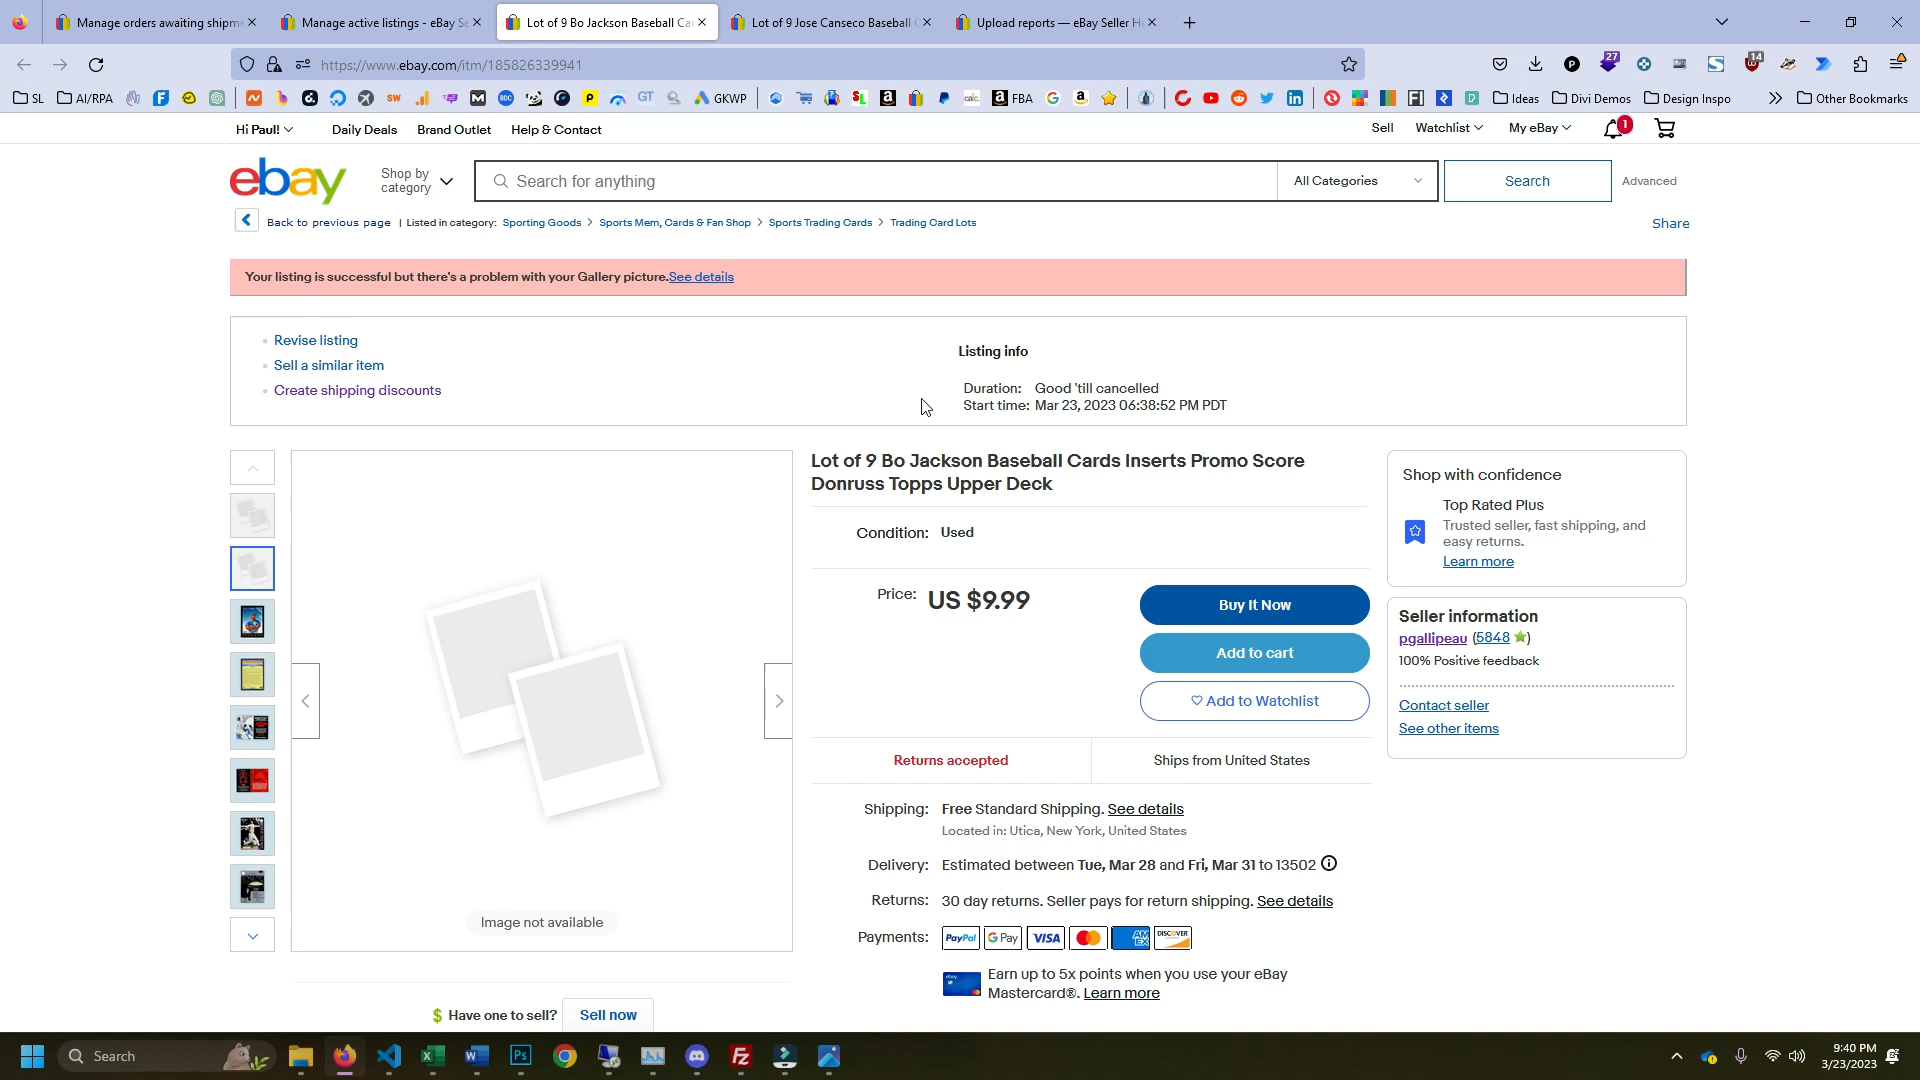 Manage orders awaiting shipme
Manage active listings - eBay Se
Lot of 9 Bo Jackson Baseball Car
Lot of 9 Jose Canseco Baseball C
Upload reports — eBay Seller Hu
https://www.ebay.com/itm/185826339941
27
14
SL
AI/RPA
GKWP
FBA
Ideas
Divi Demos
Design Inspo
Other Bookmarks
Hi Paul!
Daily Deals
Brand Outlet
Help & Contact
Sell
Watchlist
My eBay
1
ebay
Shop by category
Search for anything
All Categories
Search
Advanced
Back to previous page | Listed in category: Sporting Goods > Sports Mem, Cards & Fan Shop > Sports Trading Cards > Trading Card Lots
Share
Your listing is successful but there's a problem with your Gallery picture.See details
Revise listing
Sell a similar item
Create shipping discounts
Listing info
Duration: Good 'till cancelled
Start time: Mar 23, 2023 06:38:52 PM PDT
Lot of 9 Bo Jackson Baseball Cards Inserts Promo Score
Donruss Topps Upper Deck
Condition: Used
Price: US $9.99
Buy It Now
Add to cart
Add to Watchlist
Returns accepted
Ships from United States
Shipping: Free Standard Shipping. See details
Located in: Utica, New York, United States
Delivery: Estimated between Tue, Mar 28 and Fri, Mar 31 to 13502
Returns: 30 day returns. Seller pays for return shipping. See details
Payments: PayPal G Pay VISA AMEX DISCOVER
Earn up to 5x points when you use your eBay
Mastercard®. Learn more
Shop with confidence
Top Rated Plus
Trusted seller, fast shipping, and
easy returns.
Learn more
Seller information
pgallipeau (5848)
100% Positive feedback
Contact seller
See other items
Image not available
$ Have one to sell?
Sell now
Search
9:40 PM
3/23/2023